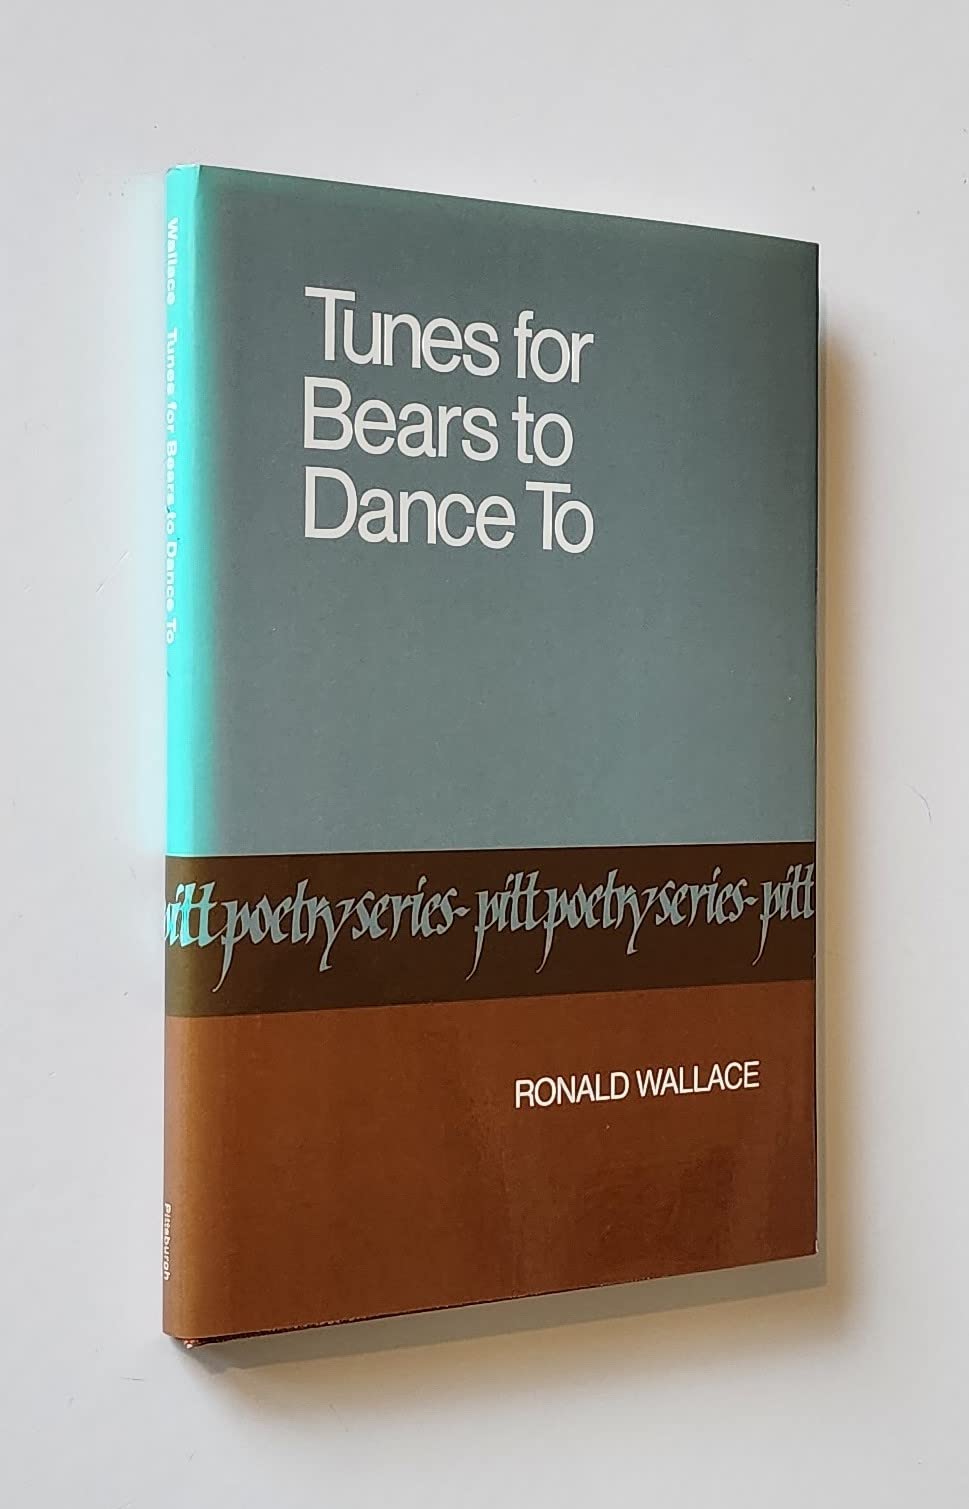 Tunes for
Bears to
Dance To
pitt poetry series - pitt poetry series - pitt
RONALD WALLACE
Wallace Tunes for Bears to Dance To
Pittsburgh